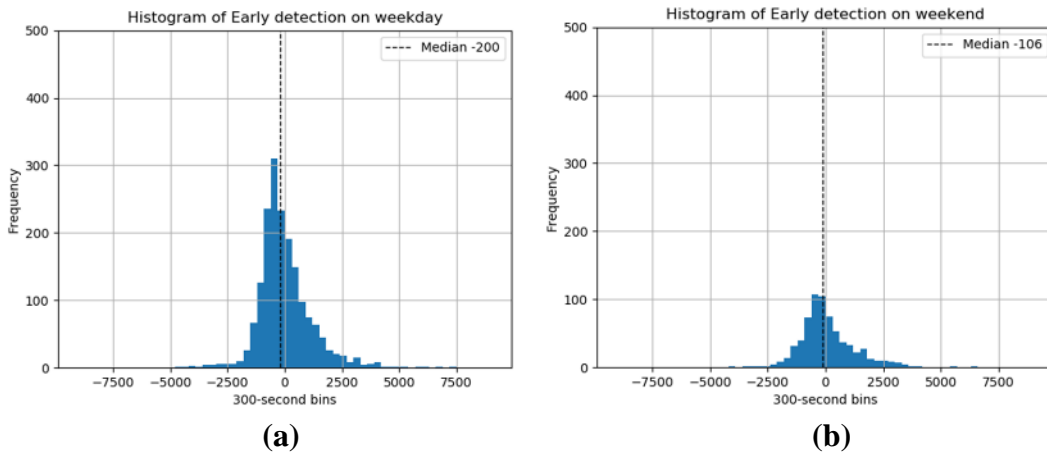 Histogram of Early detection on weekday
500
400
300
200
100
0
Frequency
Median -200
−7500 −5000 −2500 0 2500 5000 7500
300-second bins
(a)
Histogram of Early detection on weekend
500
400
300
200
100
0
Frequency
Median -106
−7500 −5000 −2500 0 2500 5000 7500
300-second bins
(b)